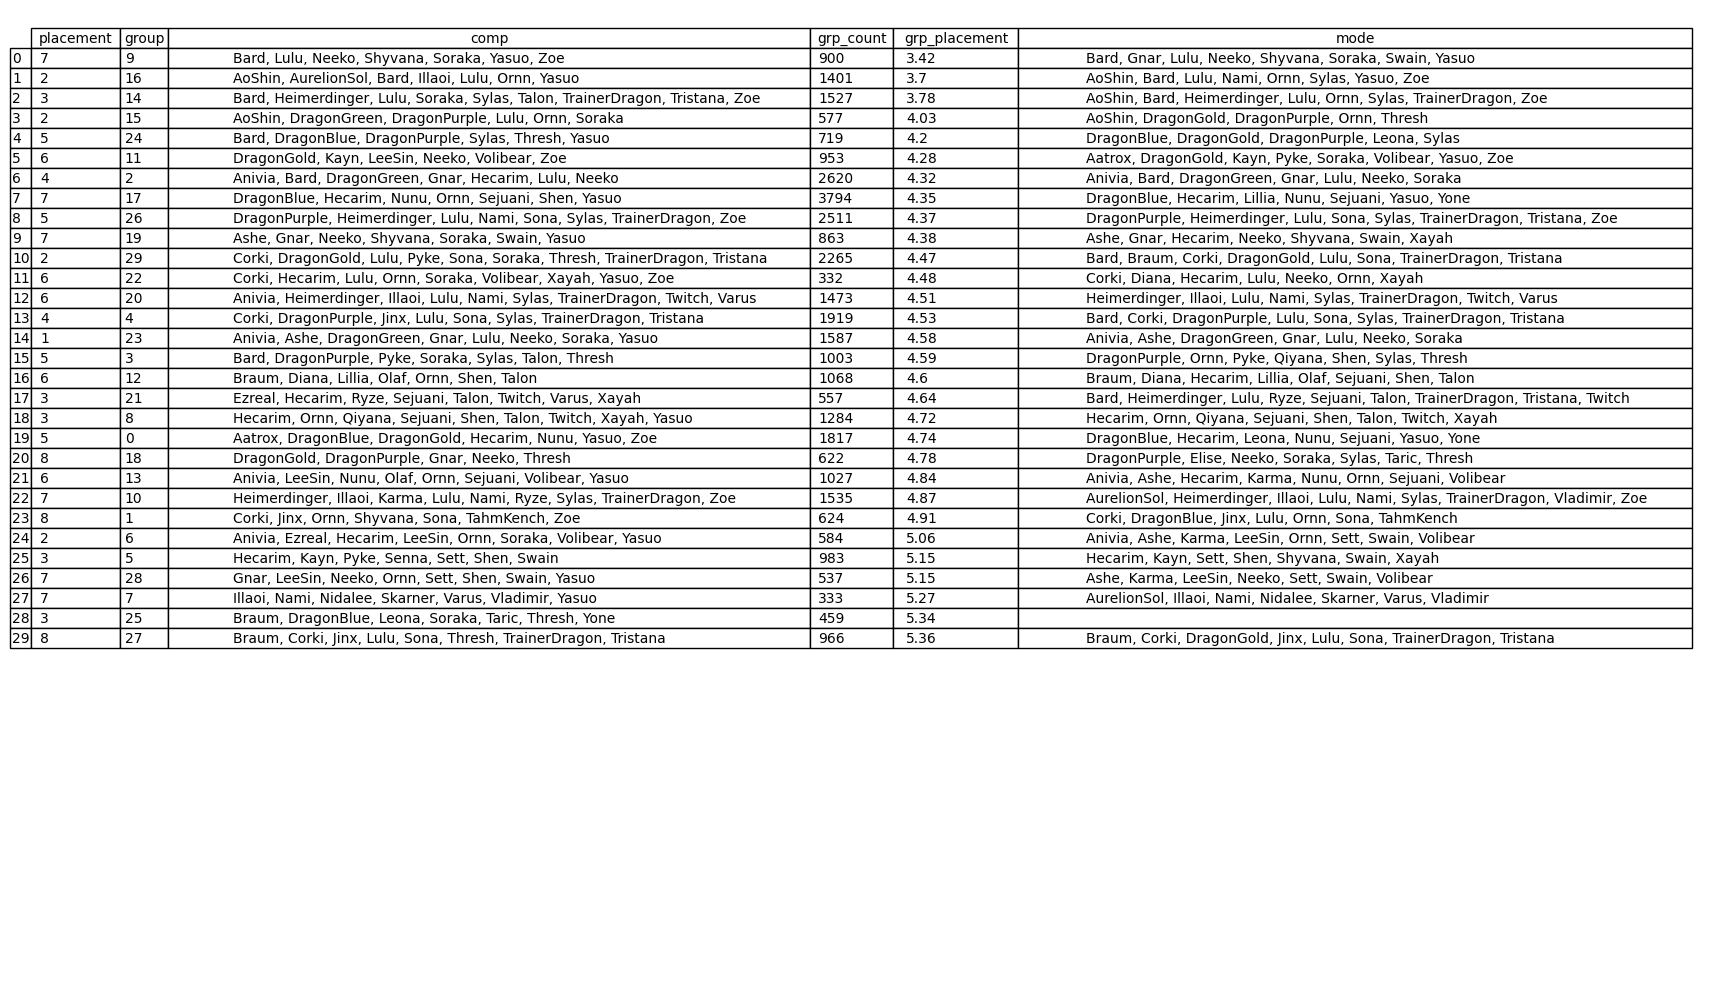 placement group comp grp_count grp_placement mode
0 7 9 Bard, Lulu, Neeko, Shyvana, Soraka, Yasuo, Zoe 900 3.42 Bard, Gnar, Lulu, Neeko, Shyvana, Soraka, Swain, Yasuo
1 2 16 AoShin, AurelionSol, Bard, Illaoi, Lulu, Ornn, Yasuo 1401 3.7 AoShin, Bard, Lulu, Nami, Ornn, Sylas, Yasuo, Zoe
2 3 14 Bard, Heimerdinger, Lulu, Soraka, Sylas, Talon, TrainerDragon, Tristana, Zoe 1527 3.78 AoShin, Bard, Heimerdinger, Lulu, Ornn, Sylas, TrainerDragon, Zoe
3 2 15 AoShin, DragonGreen, DragonPurple, Lulu, Ornn, Soraka 577 4.03 AoShin, DragonGold, DragonPurple, Ornn, Thresh
4 5 24 Bard, DragonBlue, DragonPurple, Sylas, Thresh, Yasuo 719 4.2 DragonBlue, DragonGold, DragonPurple, Leona, Sylas
5 6 11 DragonGold, Kayn, LeeSin, Neeko, Volibear, Zoe 953 4.28 Aatrox, DragonGold, Kayn, Pyke, Soraka, Volibear, Yasuo, Zoe
6 4 2 Anivia, Bard, DragonGreen, Gnar, Hecarim, Lulu, Neeko 2620 4.32 Anivia, Bard, DragonGreen, Gnar, Lulu, Neeko, Soraka
7 7 17 DragonBlue, Hecarim, Nunu, Ornn, Sejuani, Shen, Yasuo 3794 4.35 DragonBlue, Hecarim, Lillia, Nunu, Sejuani, Yasuo, Yone
8 5 26 DragonPurple, Heimerdinger, Lulu, Nami, Sona, Sylas, TrainerDragon, Zoe 2511 4.37 DragonPurple, Heimerdinger, Lulu, Sona, Sylas, TrainerDragon, Tristana, Zoe
9 7 19 Ashe, Gnar, Neeko, Shyvana, Soraka, Swain, Yasuo 863 4.38 Ashe, Gnar, Hecarim, Neeko, Shyvana, Swain, Xayah
10 2 29 Corki, DragonGold, Lulu, Pyke, Sona, Soraka, Thresh, TrainerDragon, Tristana 2265 4.47 Bard, Braum, Corki, DragonGold, Lulu, Sona, TrainerDragon, Tristana
11 6 22 Corki, Hecarim, Lulu, Ornn, Soraka, Volibear, Xayah, Yasuo, Zoe 332 4.48 Corki, Diana, Hecarim, Lulu, Neeko, Ornn, Xayah
12 6 20 Anivia, Heimerdinger, Illaoi, Lulu, Nami, Sylas, TrainerDragon, Twitch, Varus 1473 4.51 Heimerdinger, Illaoi, Lulu, Nami, Sylas, TrainerDragon, Twitch, Varus
13 4 4 Corki, DragonPurple, Jinx, Lulu, Sona, Sylas, TrainerDragon, Tristana 1919 4.53 Bard, Corki, DragonPurple, Lulu, Sona, Sylas, TrainerDragon, Tristana
14 1 23 Anivia, Ashe, DragonGreen, Gnar, Lulu, Neeko, Soraka, Yasuo 1587 4.58 Anivia, Ashe, DragonGreen, Gnar, Lulu, Neeko, Soraka
15 5 3 Bard, DragonPurple, Pyke, Soraka, Sylas, Talon, Thresh 1003 4.59 DragonPurple, Ornn, Pyke, Qiyana, Shen, Sylas, Thresh
16 6 12 Braum, Diana, Lillia, Olaf, Ornn, Shen, Talon 1068 4.6 Braum, Diana, Hecarim, Lillia, Olaf, Sejuani, Shen, Talon
17 3 21 Ezreal, Hecarim, Ryze, Sejuani, Talon, Twitch, Varus, Xayah 557 4.64 Bard, Heimerdinger, Lulu, Ryze, Sejuani, Talon, TrainerDragon, Tristana, Twitch
18 3 8 Hecarim, Ornn, Qiyana, Sejuani, Shen, Talon, Twitch, Xayah, Yasuo 1284 4.72 Hecarim, Ornn, Qiyana, Sejuani, Shen, Talon, Twitch, Xayah
19 5 0 Aatrox, DragonBlue, DragonGold, Hecarim, Nunu, Yasuo, Zoe 1817 4.74 DragonBlue, Hecarim, Leona, Nunu, Sejuani, Yasuo, Yone
20 8 18 DragonGold, DragonPurple, Gnar, Neeko, Thresh 622 4.78 DragonPurple, Elise, Neeko, Soraka, Sylas, Taric, Thresh
21 6 13 Anivia, LeeSin, Nunu, Olaf, Ornn, Sejuani, Volibear, Yasuo 1027 4.84 Anivia, Ashe, Hecarim, Karma, Nunu, Ornn, Sejuani, Volibear
22 7 10 Heimerdinger, Illaoi, Karma, Lulu, Nami, Ryze, Sylas, TrainerDragon, Zoe 1535 4.87 AurelionSol, Heimerdinger, Illaoi, Lulu, Nami, Sylas, TrainerDragon, Vladimir, Zoe
23 8 1 Corki, Jinx, Ornn, Shyvana, Sona, TahmKench, Zoe 624 4.91 Corki, DragonBlue, Jinx, Lulu, Ornn, Sona, TahmKench
24 2 6 Anivia, Ezreal, Hecarim, LeeSin, Ornn, Soraka, Volibear, Yasuo 584 5.06 Anivia, Ashe, Karma, LeeSin, Ornn, Sett, Swain, Volibear
25 3 5 Hecarim, Kayn, Pyke, Senna, Sett, Shen, Swain 983 5.15 Hecarim, Kayn, Sett, Shen, Shyvana, Swain, Xayah
26 7 28 Gnar, LeeSin, Neeko, Ornn, Sett, Shen, Swain, Yasuo 537 5.15 Ashe, Karma, LeeSin, Neeko, Sett, Swain, Volibear
27 7 7 Illaoi, Nami, Nidalee, Skarner, Varus, Vladimir, Yasuo 333 5.27 AurelionSol, Illaoi, Nami, Nidalee, Skarner, Varus, Vladimir
28 3 25 Braum, DragonBlue, Leona, Soraka, Taric, Thresh, Yone 459 5.34
29 8 27 Braum, Corki, Jinx, Lulu, Sona, Thresh, TrainerDragon, Tristana 966 5.36 Braum, Corki, DragonGold, Jinx, Lulu, Sona, TrainerDragon, Tristana